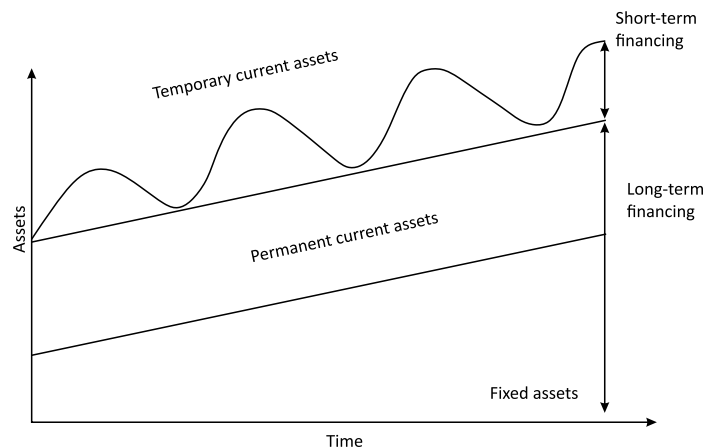 Short-term
financing
Temporary current assets
Assets
Long-term
financing
Permanent current assets
Fixed assets
Time